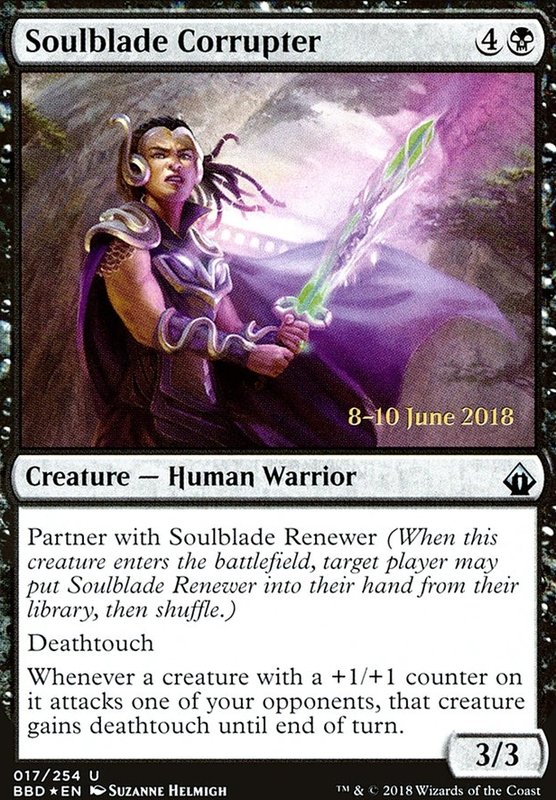 Soulblade Corrupter 4
8–10 June 2018
Creature — Human Warrior
Partner with Soulblade Renewer (When this
creature enters the battlefield, target player may
put Soulblade Renewer into their hand from their
library, then shuffle.)
Deathtouch
Whenever a creature with a +1/+1 counter on
it attacks one of your opponents, that creature
gains deathtouch until end of turn.
3/3
017/254 U
BBD ★ EN SUZANNE HELMIGH
™ & © 2018 Wizards of the Coast